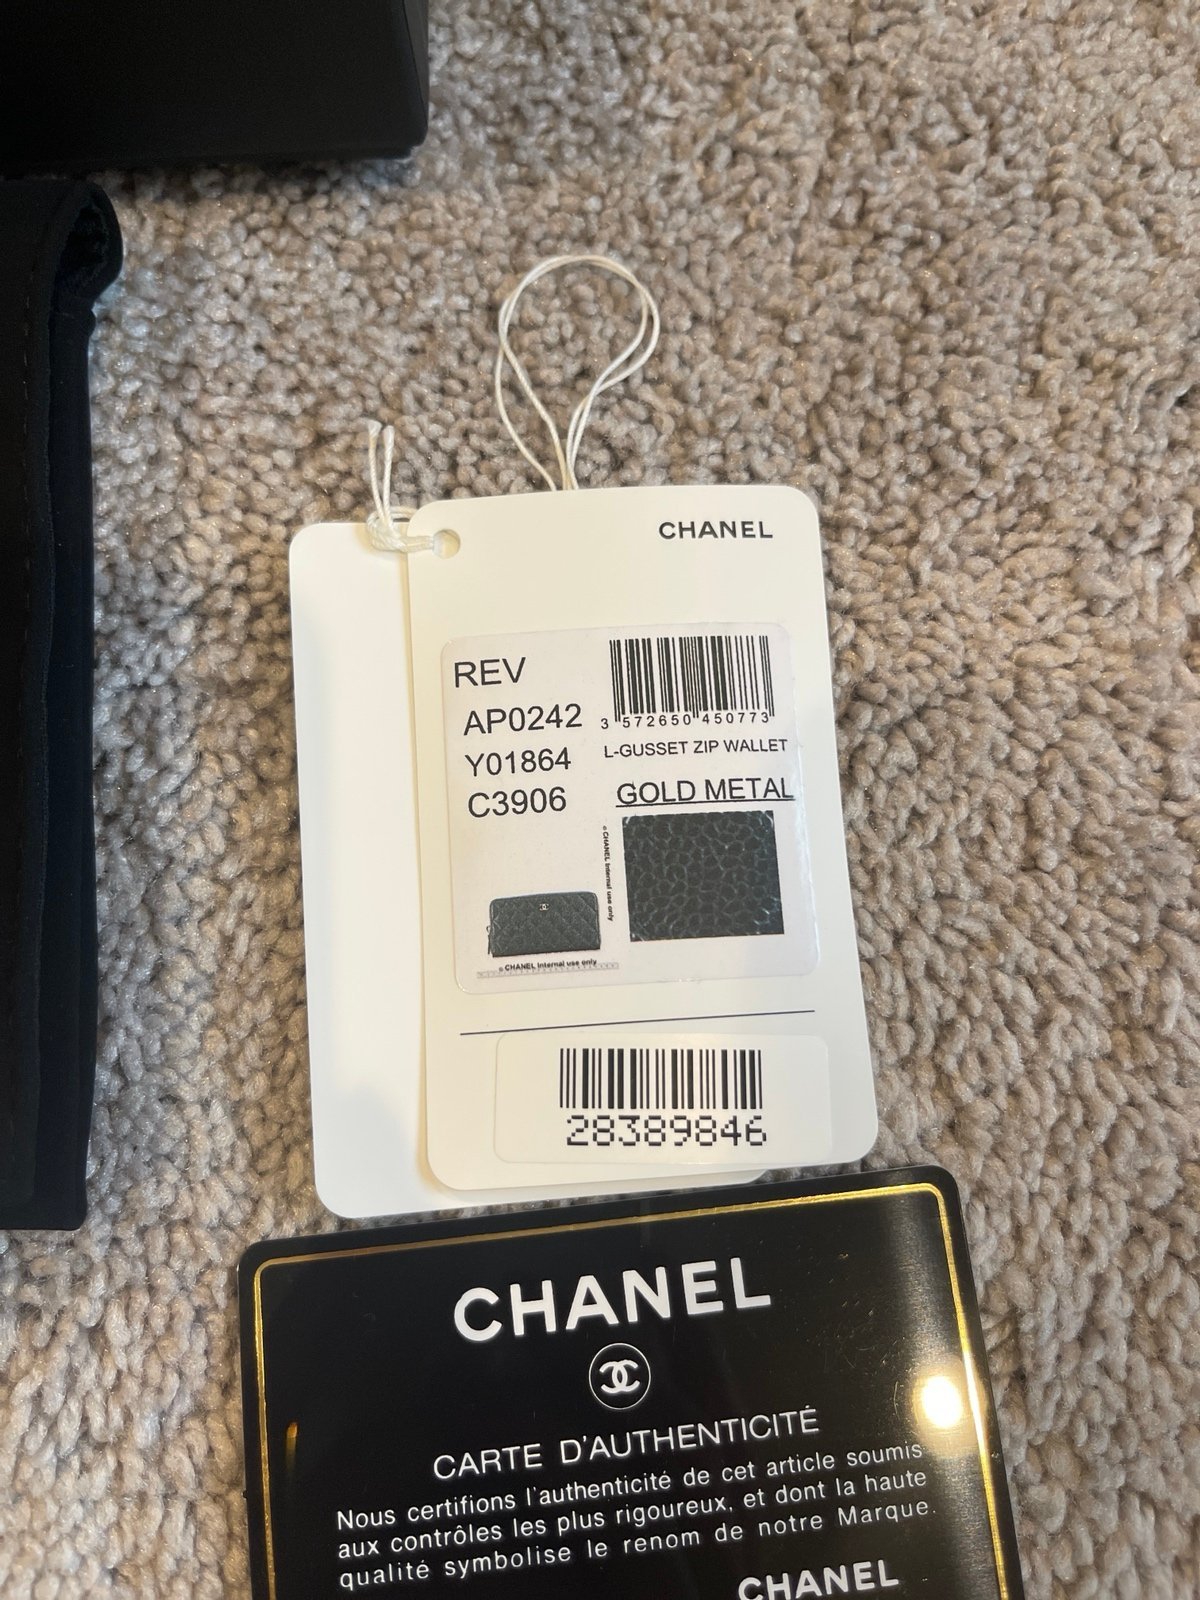 CHANEL
REV
AP0242
Y01864
C3906
3 572650 450773
L-GUSSET ZIP WALLET
GOLD METAL
© CHANEL Internal use only
© CHANEL Internal use only
28389846
CHANEL
CARTE D'AUTHENTICITÉ
Nous certifions l'authenticité de cet article soumis
aux contrôles les plus rigoureux, et dont la haute
qualité symbolise le renom de notre Marque.
CHANEL